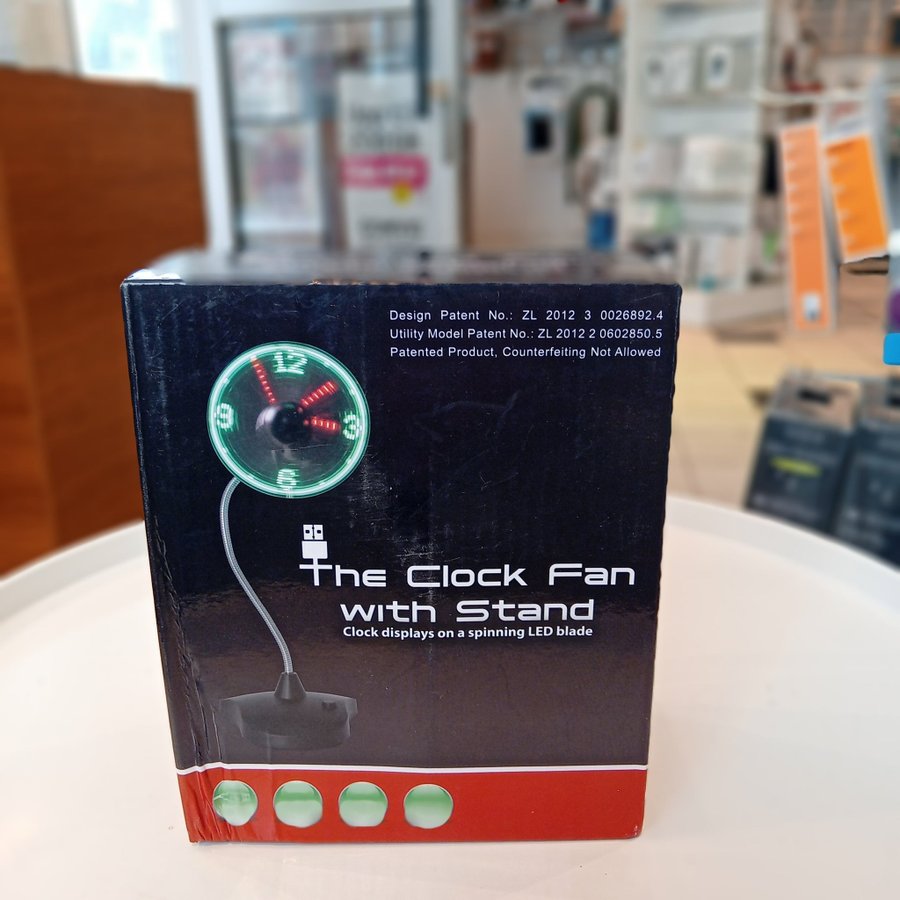 Design Patent No.: ZL 2012 3 0026892.4
Utility Model Patent No.: ZL 2012 2 0602850.5
Patented Product, Counterfeiting Not Allowed
12
9
3
6
The Clock Fan
with Stand
Clock displays on a spinning LED blade